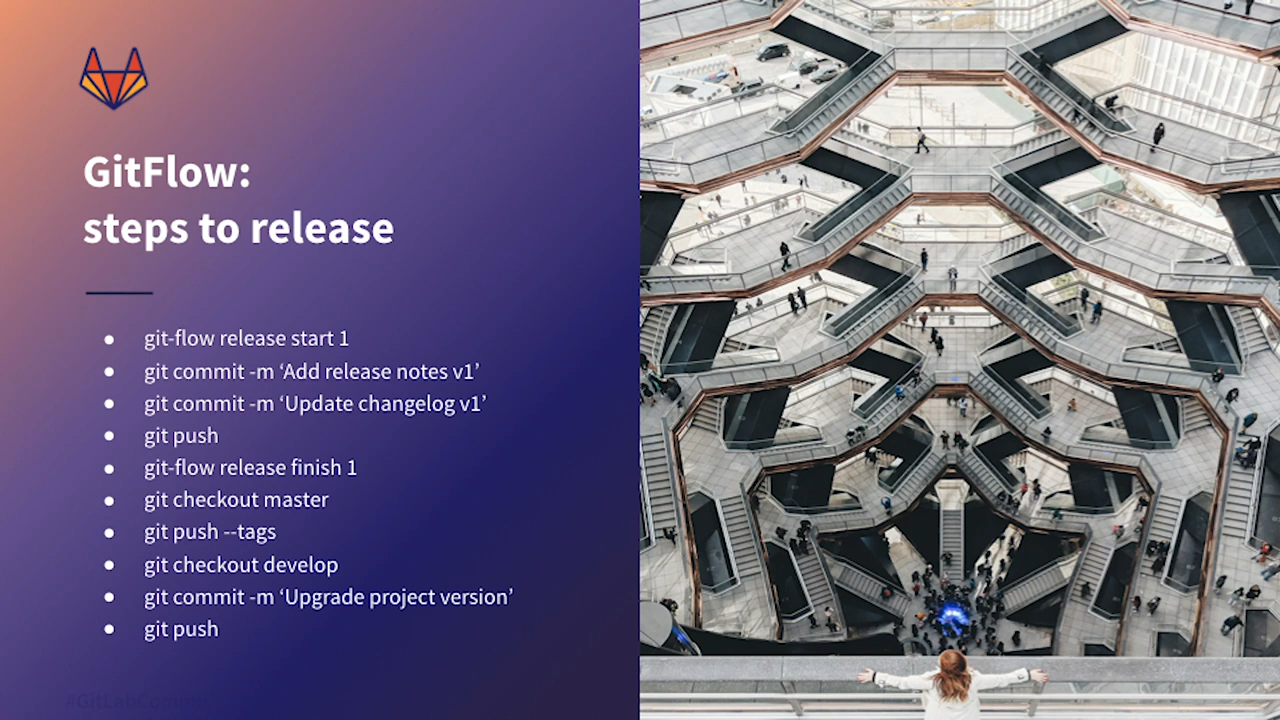 GitFlow:
steps to release
● git-flow release start 1
● git commit -m ‘Add release notes v1’
● git commit -m ‘Update changelog v1’
● git push
● git-flow release finish 1
● git checkout master
● git push --tags
● git checkout develop
● git commit -m ‘Upgrade project version’
● git push